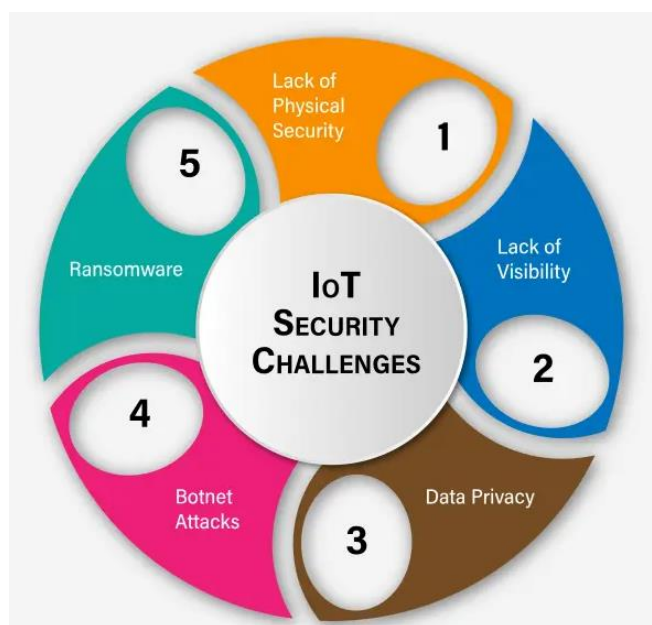 Lack of
Physical
Security
1
Lack of
Visibility
2
Data Privacy
3
Botnet
Attacks
4
Ransomware
5
IoT
Security
Challenges